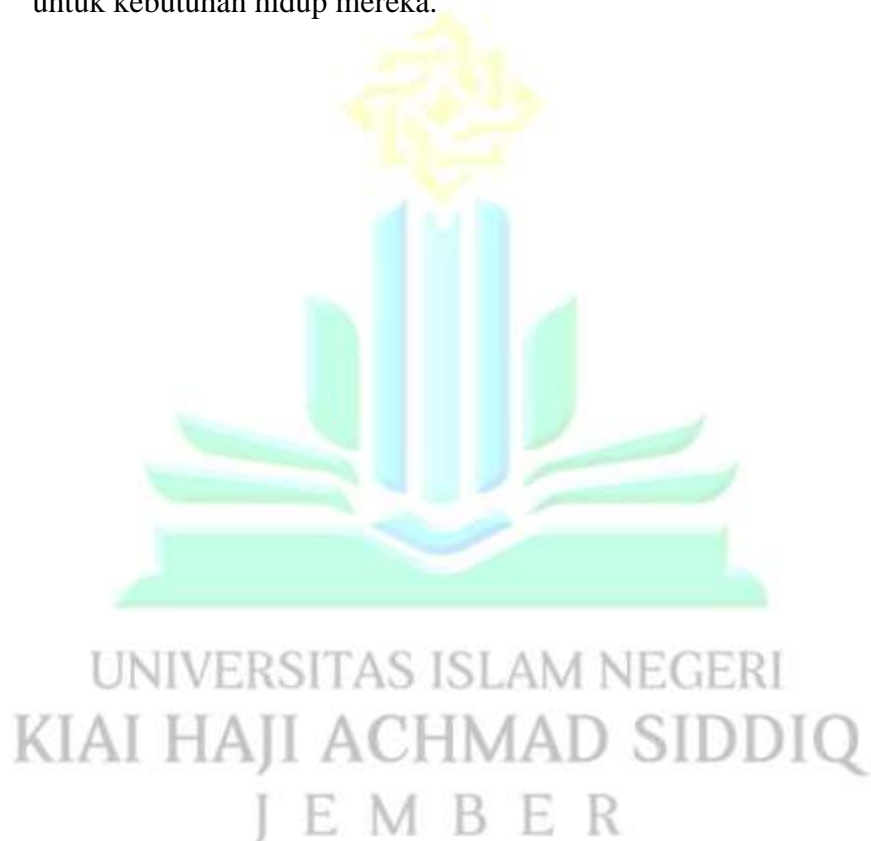 untuk kebutuhan hidup mereka.
UNIVERSITAS ISLAM NEGERI
KIAI HAJI ACHMAD SIDDIQ
J E M B E R